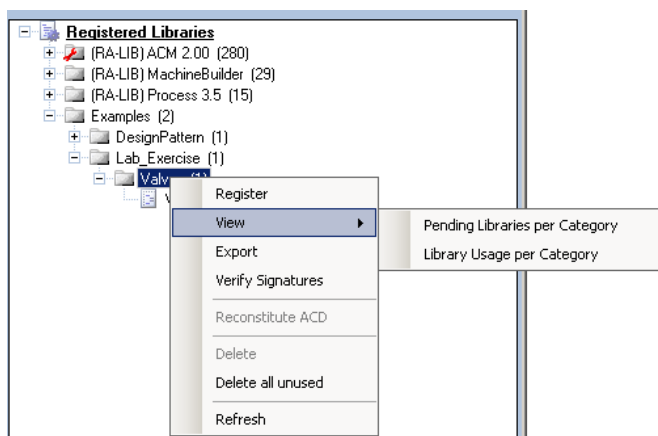 Registered Libraries
(RA-LIB) ACM 2.00 (280)
(RA-LIB) MachineBuilder (29)
(RA-LIB) Process 3.5 (15)
Examples (2)
DesignPattern (1)
Lab_Exercise (1)
Register
View
Export
Verify Signatures
Reconstitute ACD
Delete
Delete all unused
Refresh
Pending Libraries per Category
Library Usage per Category